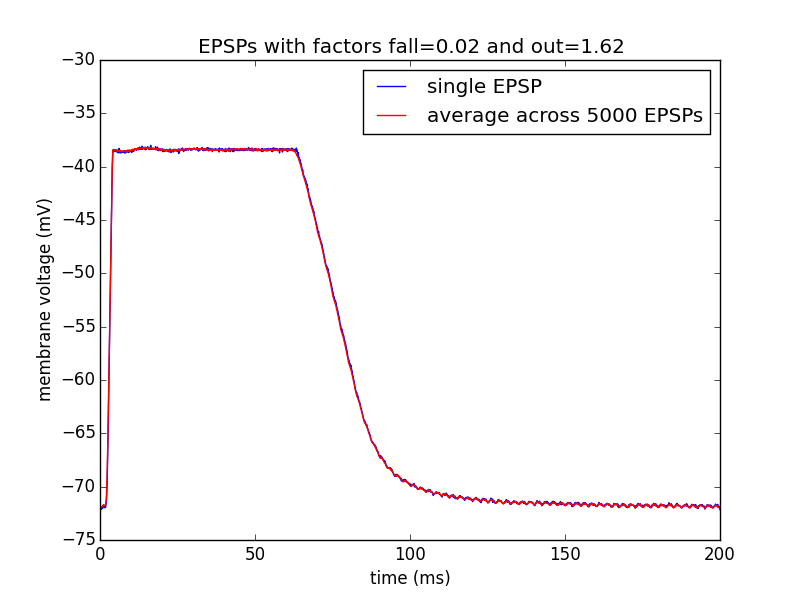 EPSPs with factors fall=0.02 and out=1.62
single EPSP
average across 5000 EPSPs
−30
−35
−40
−45
−50
−55
−60
−65
−70
−75
membrane voltage (mV)
0 50 100 150 200
time (ms)